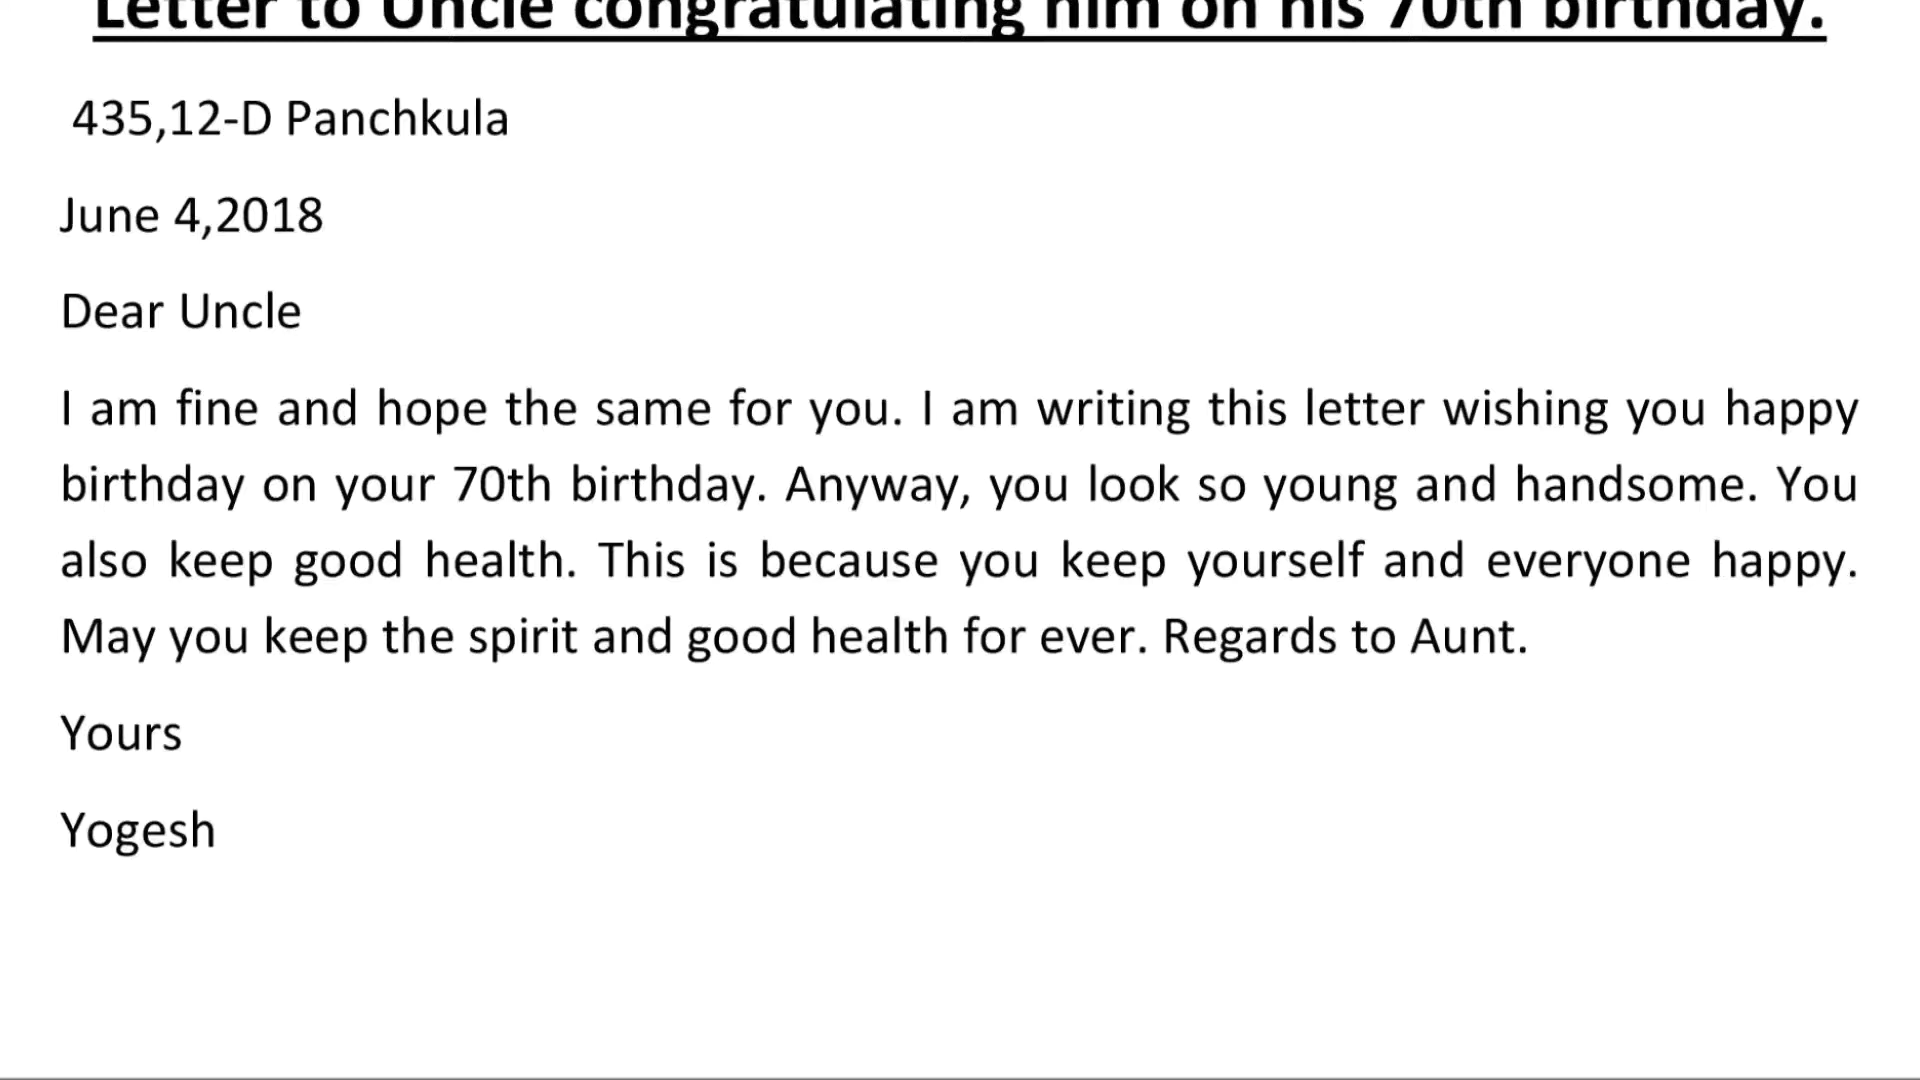 Letter to Uncle congratulating him on his 70th birthday.
435,12-D Panchkula
June 4,2018
Dear Uncle
I am fine and hope the same for you. I am writing this letter wishing you happy
birthday on your 70th birthday. Anyway, you look so young and handsome. You
also keep good health. This is because you keep yourself and everyone happy.
May you keep the spirit and good health for ever. Regards to Aunt.
Yours
Yogesh